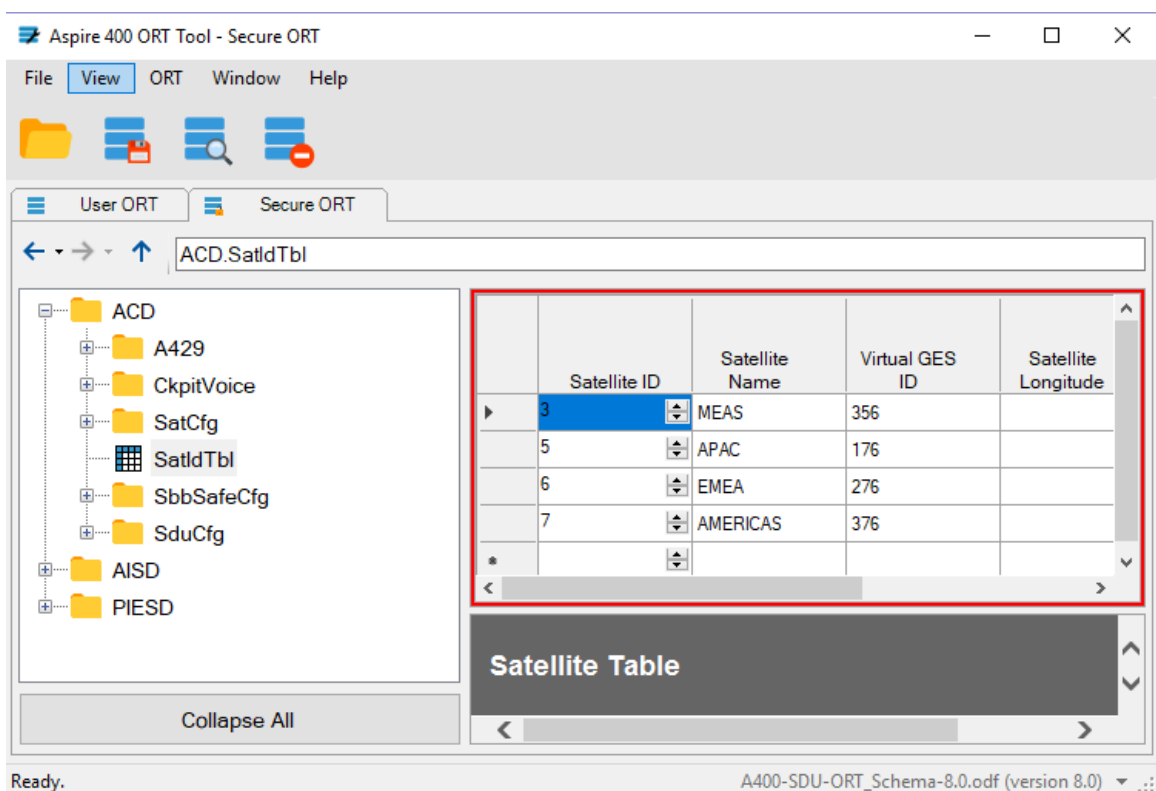 Aspire 400 ORT Tool - Secure ORT
File View ORT Window Help
User ORT Secure ORT
ACD.SatIdTbl
ACD
A429
CkpitVoice
SatCfg
SatIdTbl
SbbSafeCfg
SduCfg
AISD
PIESD
Collapse All
Satellite ID Satellite Name Virtual GES ID Satellite Longitude
3 MEAS 356
5 APAC 176
6 EMEA 276
7 AMERICAS 376
Satellite Table
Ready. A400-SDU-ORT_Schema-8.0.odf (version 8.0)